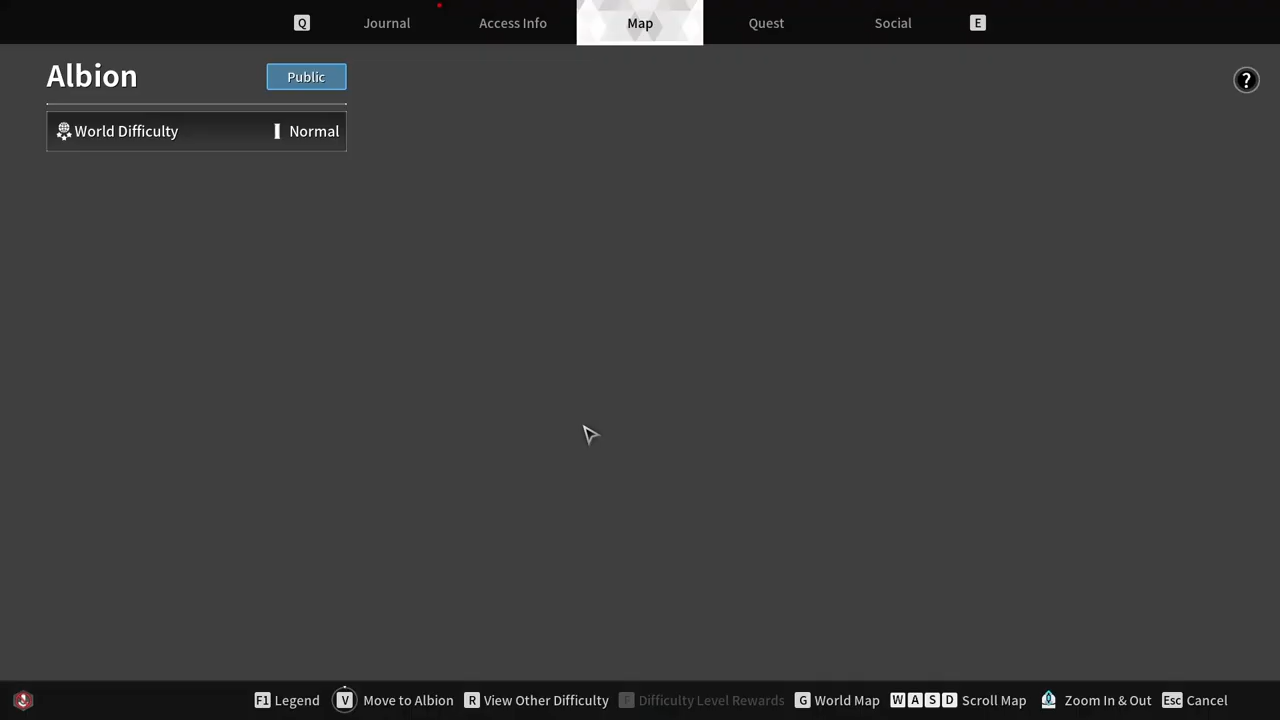 Q Journal Access Info Map Quest Social E
Albion Public
?
World Difficulty Normal
F1 Legend V Move to Albion R View Other Difficulty F Difficulty Level Rewards G World Map W A S D Scroll Map Zoom In & Out Esc Cancel